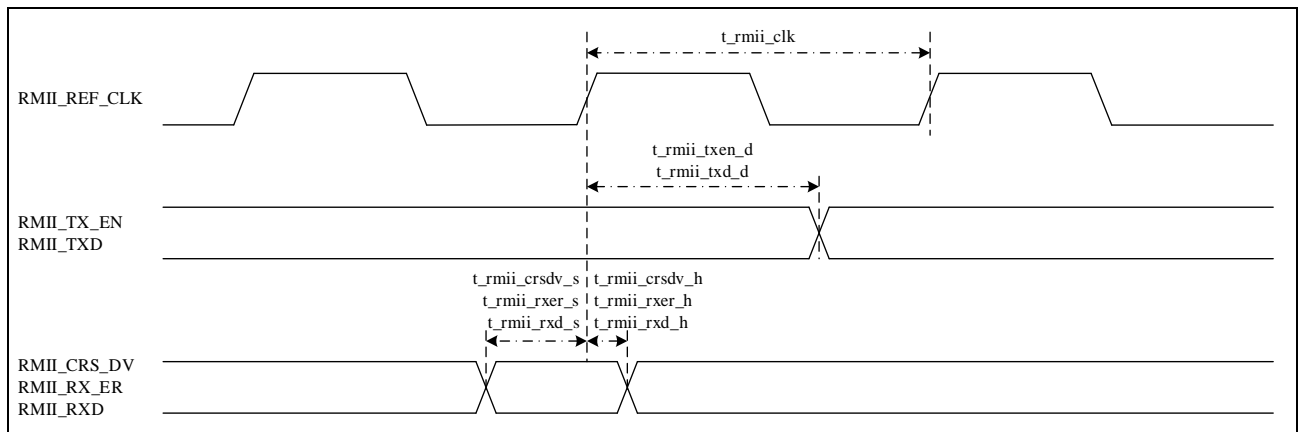 t_rmii_clk
RMII_REF_CLK
t_rmii_txen_d
t_rmii_txd_d
RMII_TX_EN
RMII_TXD
t_rmii_crsdv_s t_rmii_crsdv_h
t_rmii_rxer_s t_rmii_rxer_h
t_rmii_rxd_s t_rmii_rxd_h
RMII_CRS_DV
RMII_RX_ER
RMII_RXD